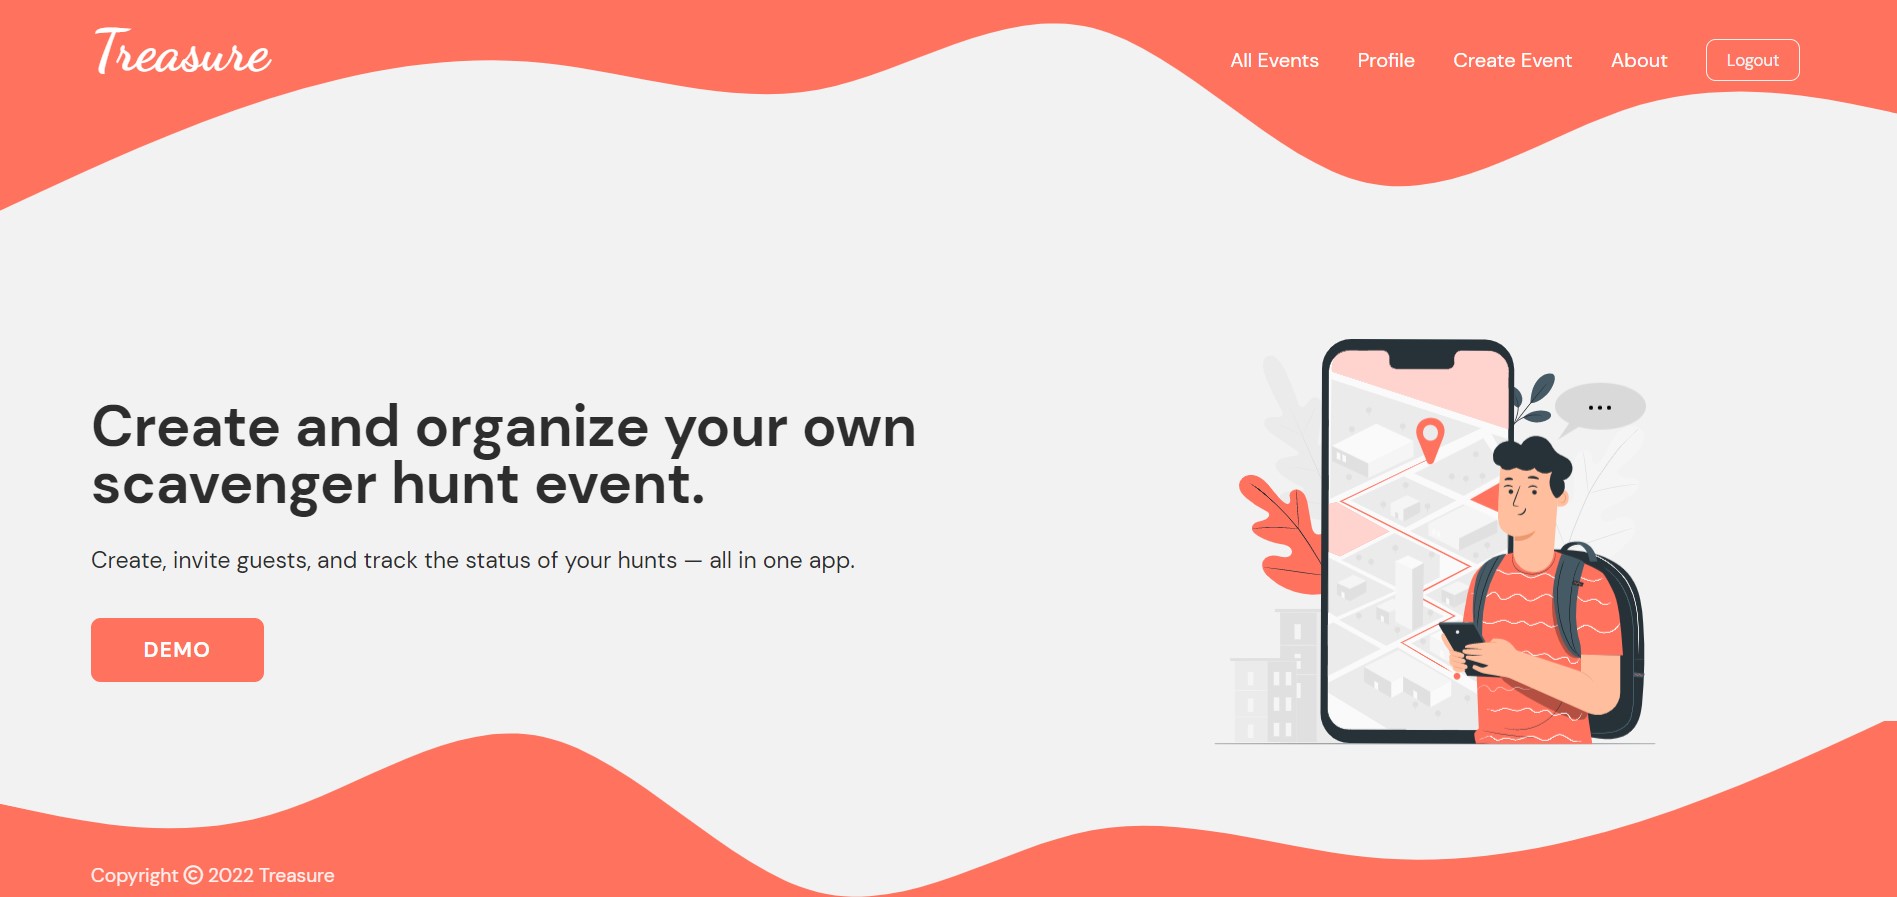 Treasure
All Events
Profile
Create Event
About
Logout
Create and organize your own
scavenger hunt event.
Create, invite guests, and track the status of your hunts — all in one app.
DEMO
Copyright © 2022 Treasure